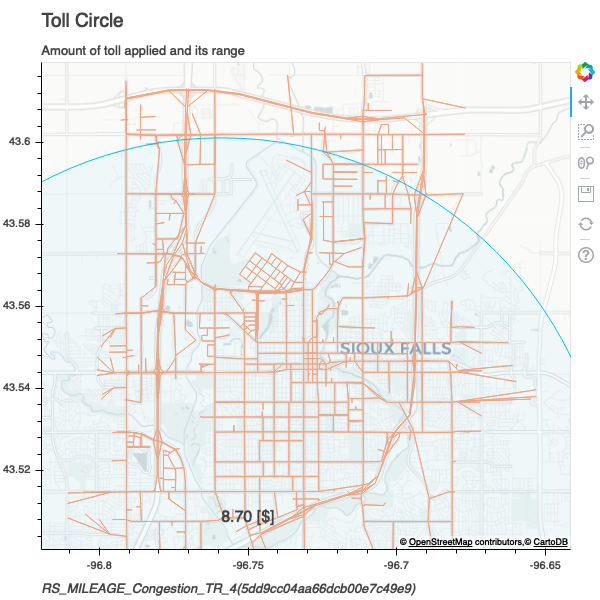 Toll Circle
Amount of toll applied and its range
43.6
43.58
43.56
SIOUX FALLS
43.54
43.52
8.70 [$]
© OpenStreetMap contributors,© CartoDB
-96.8
-96.75
-96.7
-96.65
RS_MILEAGE_Congestion_TR_4(5dd9cc04aa66dcb00e7c49e9)